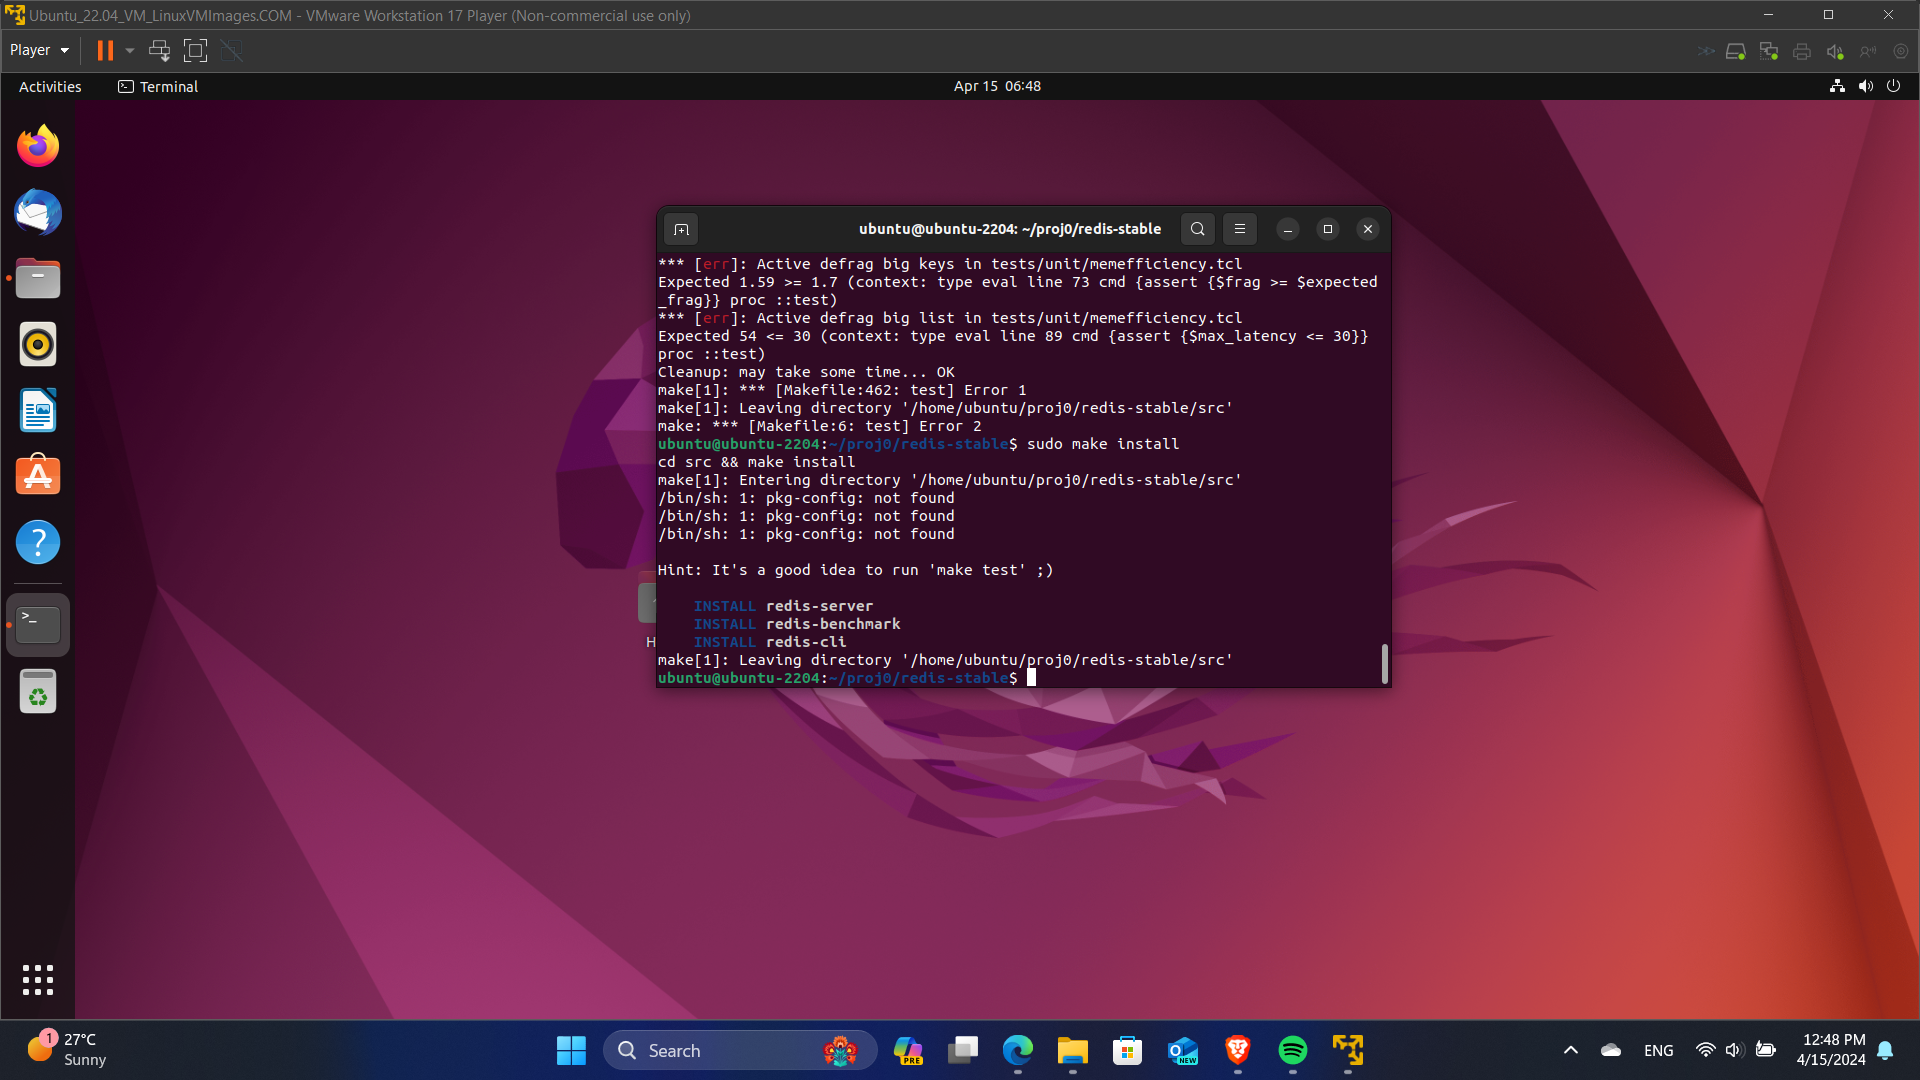 Ubuntu_22.04_VM_LinuxVMImages.COM - VMware Workstation 17 Player (Non-commercial use only)
Player
Activities
Terminal
Apr 15 06:48
ubuntu@ubuntu-2204: ~/proj0/redis-stable
*** [err]: Active defrag big keys in tests/unit/memefficiency.tcl
Expected 1.59 >= 1.7 (context: type eval line 73 cmd {assert {$frag >= $expected
_frag}} proc ::test)
*** [err]: Active defrag big list in tests/unit/memefficiency.tcl
Expected 54 <= 30 (context: type eval line 89 cmd {assert {$max_latency <= 30}}
proc ::test)
Cleanup: may take some time... OK
make[1]: *** [Makefile:462: test] Error 1
make[1]: Leaving directory '/home/ubuntu/proj0/redis-stable/src'
make: *** [Makefile:6: test] Error 2
ubuntu@ubuntu-2204:~/proj0/redis-stable$ sudo make install
cd src && make install
make[1]: Entering directory '/home/ubuntu/proj0/redis-stable/src'
/bin/sh: 1: pkg-config: not found
/bin/sh: 1: pkg-config: not found
/bin/sh: 1: pkg-config: not found
Hint: It's a good idea to run 'make test' ;)
INSTALL redis-server
INSTALL redis-benchmark
H
INSTALL redis-cli
make[1]: Leaving directory '/home/ubuntu/proj0/redis-stable/src'
ubuntu@ubuntu-2204:~/proj0/redis-stable$
1
27°C
Sunny
Search
PRE
NEW
ENG
12:48 PM
4/15/2024